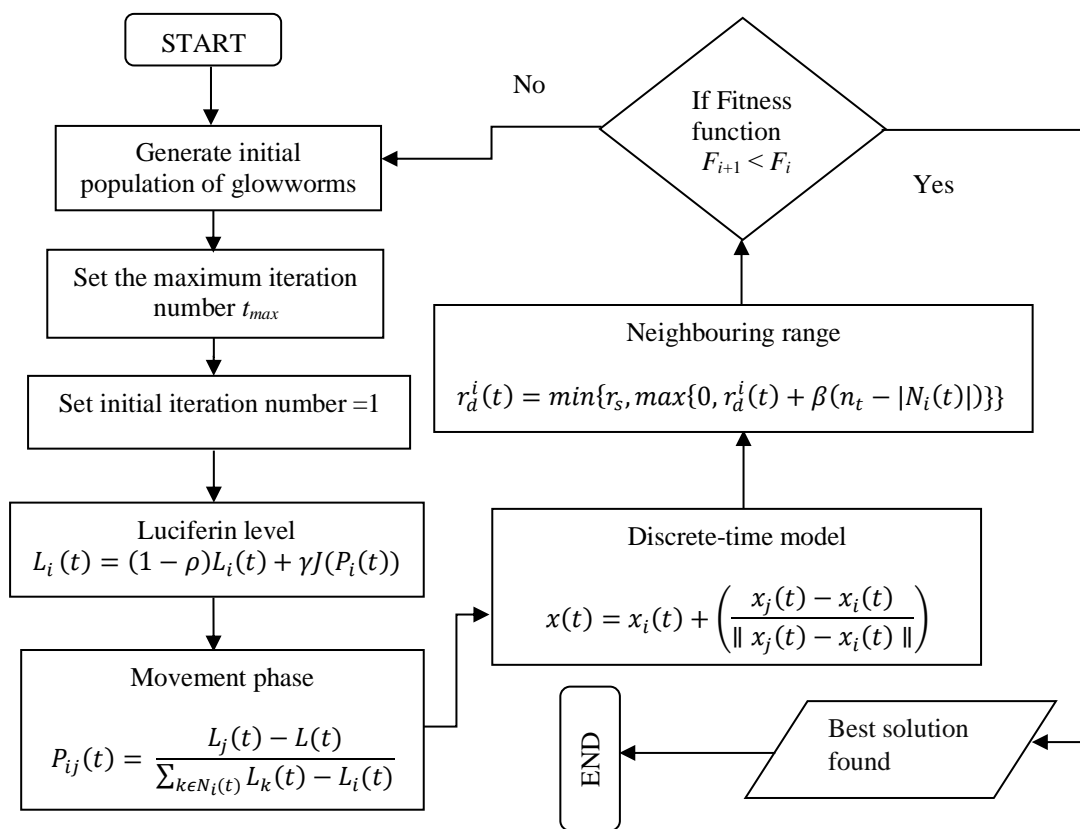 START
Generate initial
population of glowworms
Set the maximum iteration
number t_max
Set initial iteration number =1
Luciferin level
L_i (t) = (1 − ρ)L_i(t) + γJ(P_i(t))
Movement phase
P_ij(t) = (L_j(t) − L(t)) / (∑_{kϵN_i(t)} L_k(t) − L_i(t))
Discrete-time model
x(t) = x_i(t) + ( (x_j(t) − x_i(t)) / (∥ x_j(t) − x_i(t) ∥) )
Neighbouring range
r_d^i(t) = min{r_s, max{0, r_d^i(t) + β(n_t − |N_i(t)|)}}
If Fitness
function
F_{i+1} < F_i
No
Yes
Best solution
found
END